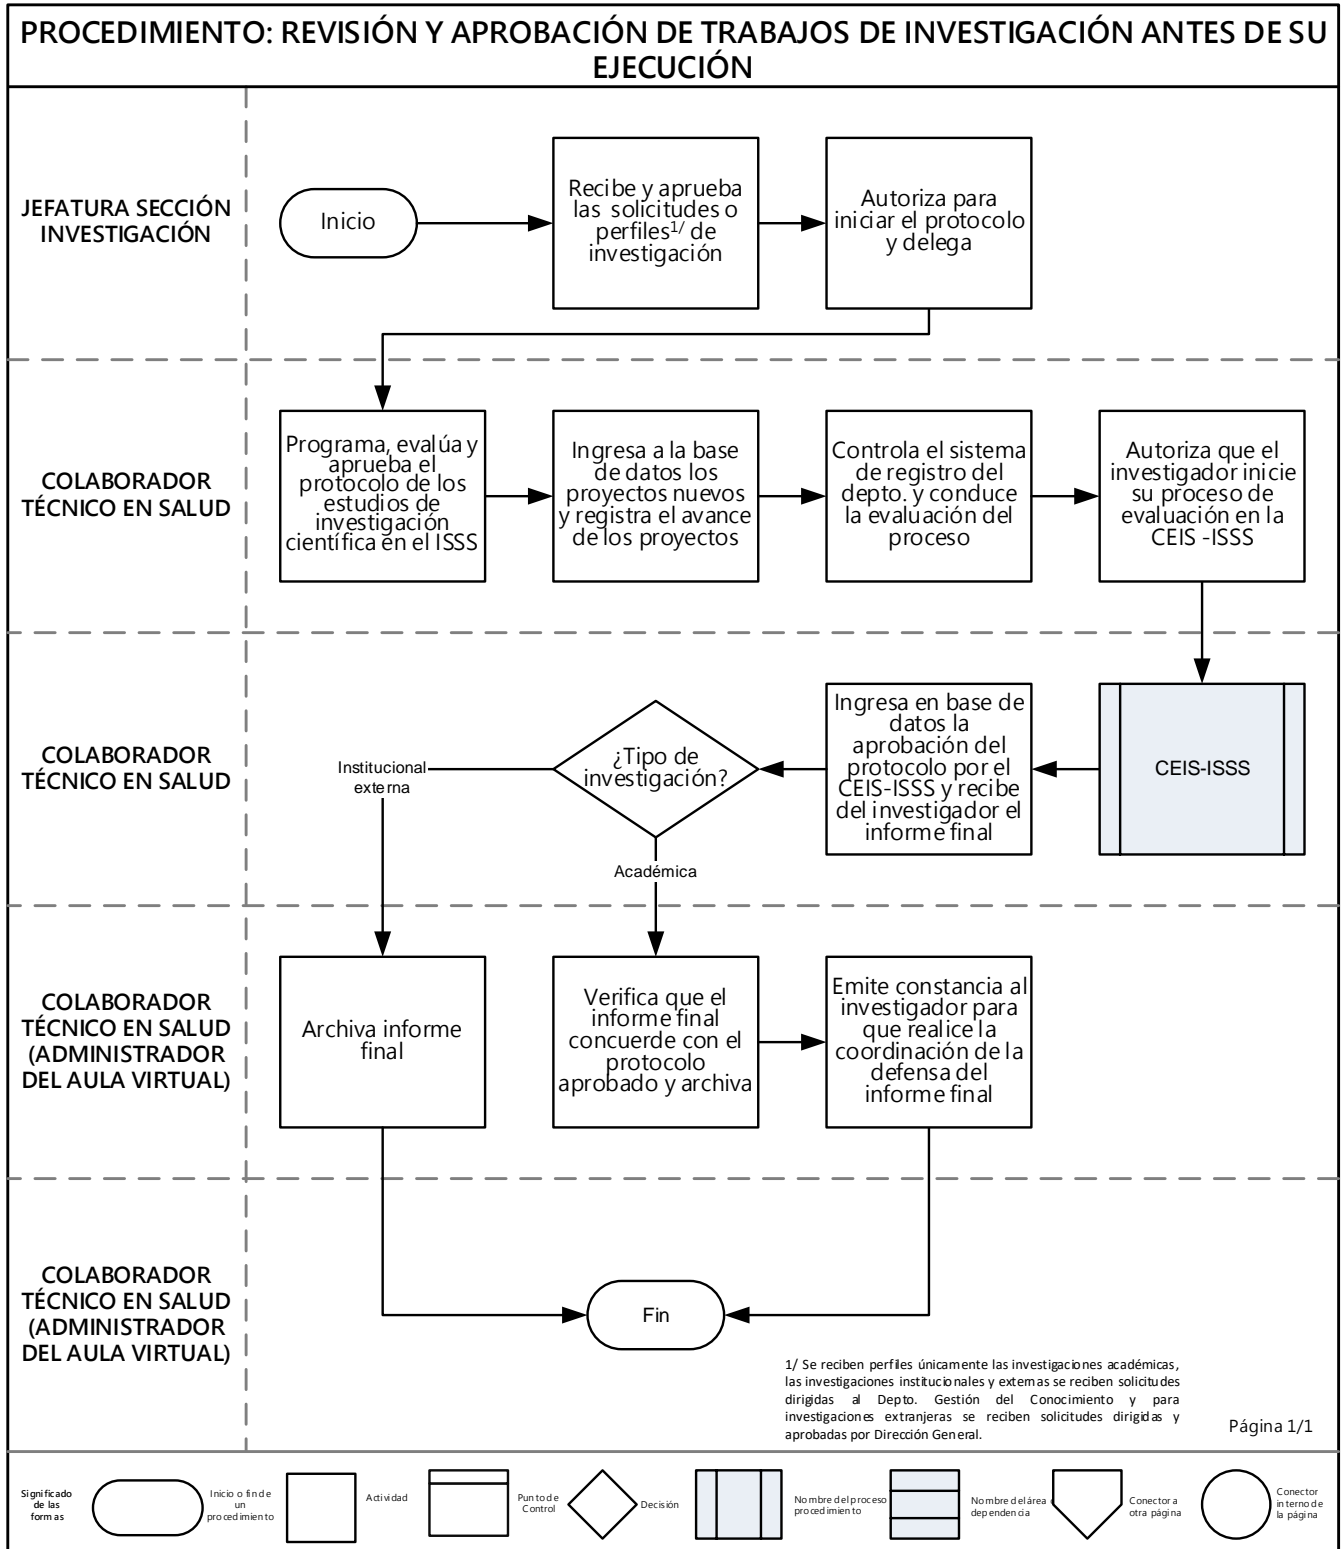 PROCEDIMIENTO: REVISIÓN Y APROBACIÓN DE TRABAJOS DE INVESTIGACIÓN ANTES DE SU
EJECUCIÓN
JEFATURA SECCIÓN
INVESTIGACIÓN
Inicio
Recibe y aprueba
las solicitudes o
perfiles1/ de
investigación
Autoriza para
iniciar el protocolo
y delega
COLABORADOR
TÉCNICO EN SALUD
Programa, evalúa y
aprueba el
protocolo de los
estudios de
investigación
científica en el ISSS
Ingresa a la base
de datos los
proyectos nuevos
y registra el avance
de los proyectos
Controla el sistema
de registro del
depto. y conduce
la evaluación del
proceso
Autoriza que el
investigador inicie
su proceso de
evaluación en la
CEIS -ISSS
COLABORADOR
TÉCNICO EN SALUD
Institucional
externa
¿Tipo de
investigación?
Académica
Ingresa en base de
datos la
aprobación del
protocolo por el
CEIS-ISSS y recibe
del investigador el
informe final
CEIS-ISSS
COLABORADOR
TÉCNICO EN SALUD
(ADMINISTRADOR
DEL AULA VIRTUAL)
Archiva informe
final
Verifica que el
informe final
concuerde con el
protocolo
aprobado y archiva
Emite constancia al
investigador para
que realice la
coordinación de la
defensa del
informe final
COLABORADOR
TÉCNICO EN SALUD
(ADMINISTRADOR
DEL AULA VIRTUAL)
Fin
1/ Se reciben perfiles únicamente las investigaciones académicas,
las investigaciones institucionales y externas se reciben solicitudes
dirigidas al Depto. Gestión del Conocimiento y para
investigaciones extranjeras se reciben solicitudes dirigidas y
aprobadas por Dirección General.
Página 1/1
Significado
de las
formas
Inicio o fin de
un
procedimiento
Actividad
Punto de
Control
Decisión
Nombre del proceso
procedimiento
Nombre del área
dependencia
Conector a
otra página
Conector
interno de
la página